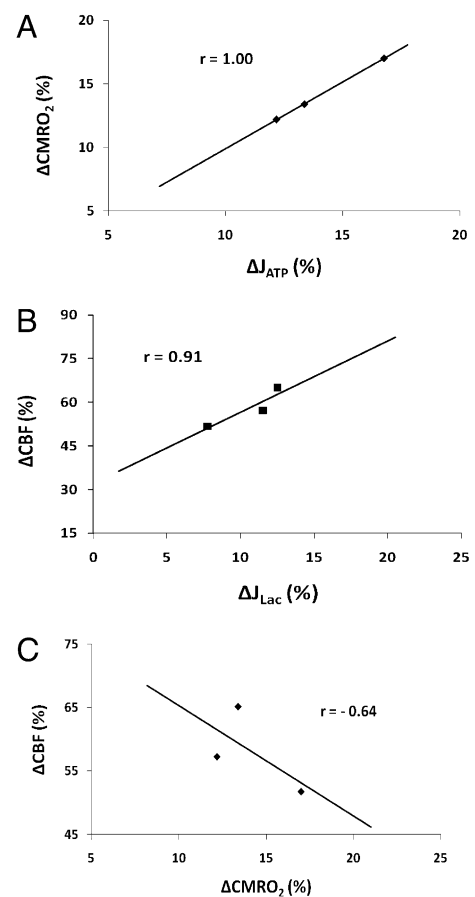 A
20
15
10
5
5
10
15
20
r = 1.00
ΔCMRO₂ (%)
ΔJ_ATP (%)
B
90
75
60
45
30
15
0
5
10
15
20
25
r = 0.91
ΔCBF (%)
ΔJ_Lac (%)
C
75
65
55
45
5
10
15
20
25
r = - 0.64
ΔCBF (%)
ΔCMRO₂ (%)